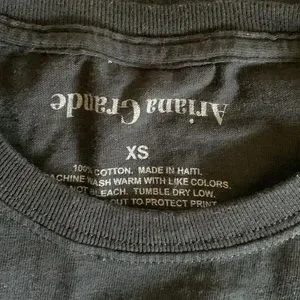 Ariana Grande
XS
100% COTTON. MADE IN HAITI.
MACHINE WASH WARM WITH LIKE COLORS.
NOT BLEACH. TUMBLE DRY LOW.
OUT TO PROTECT PRINT